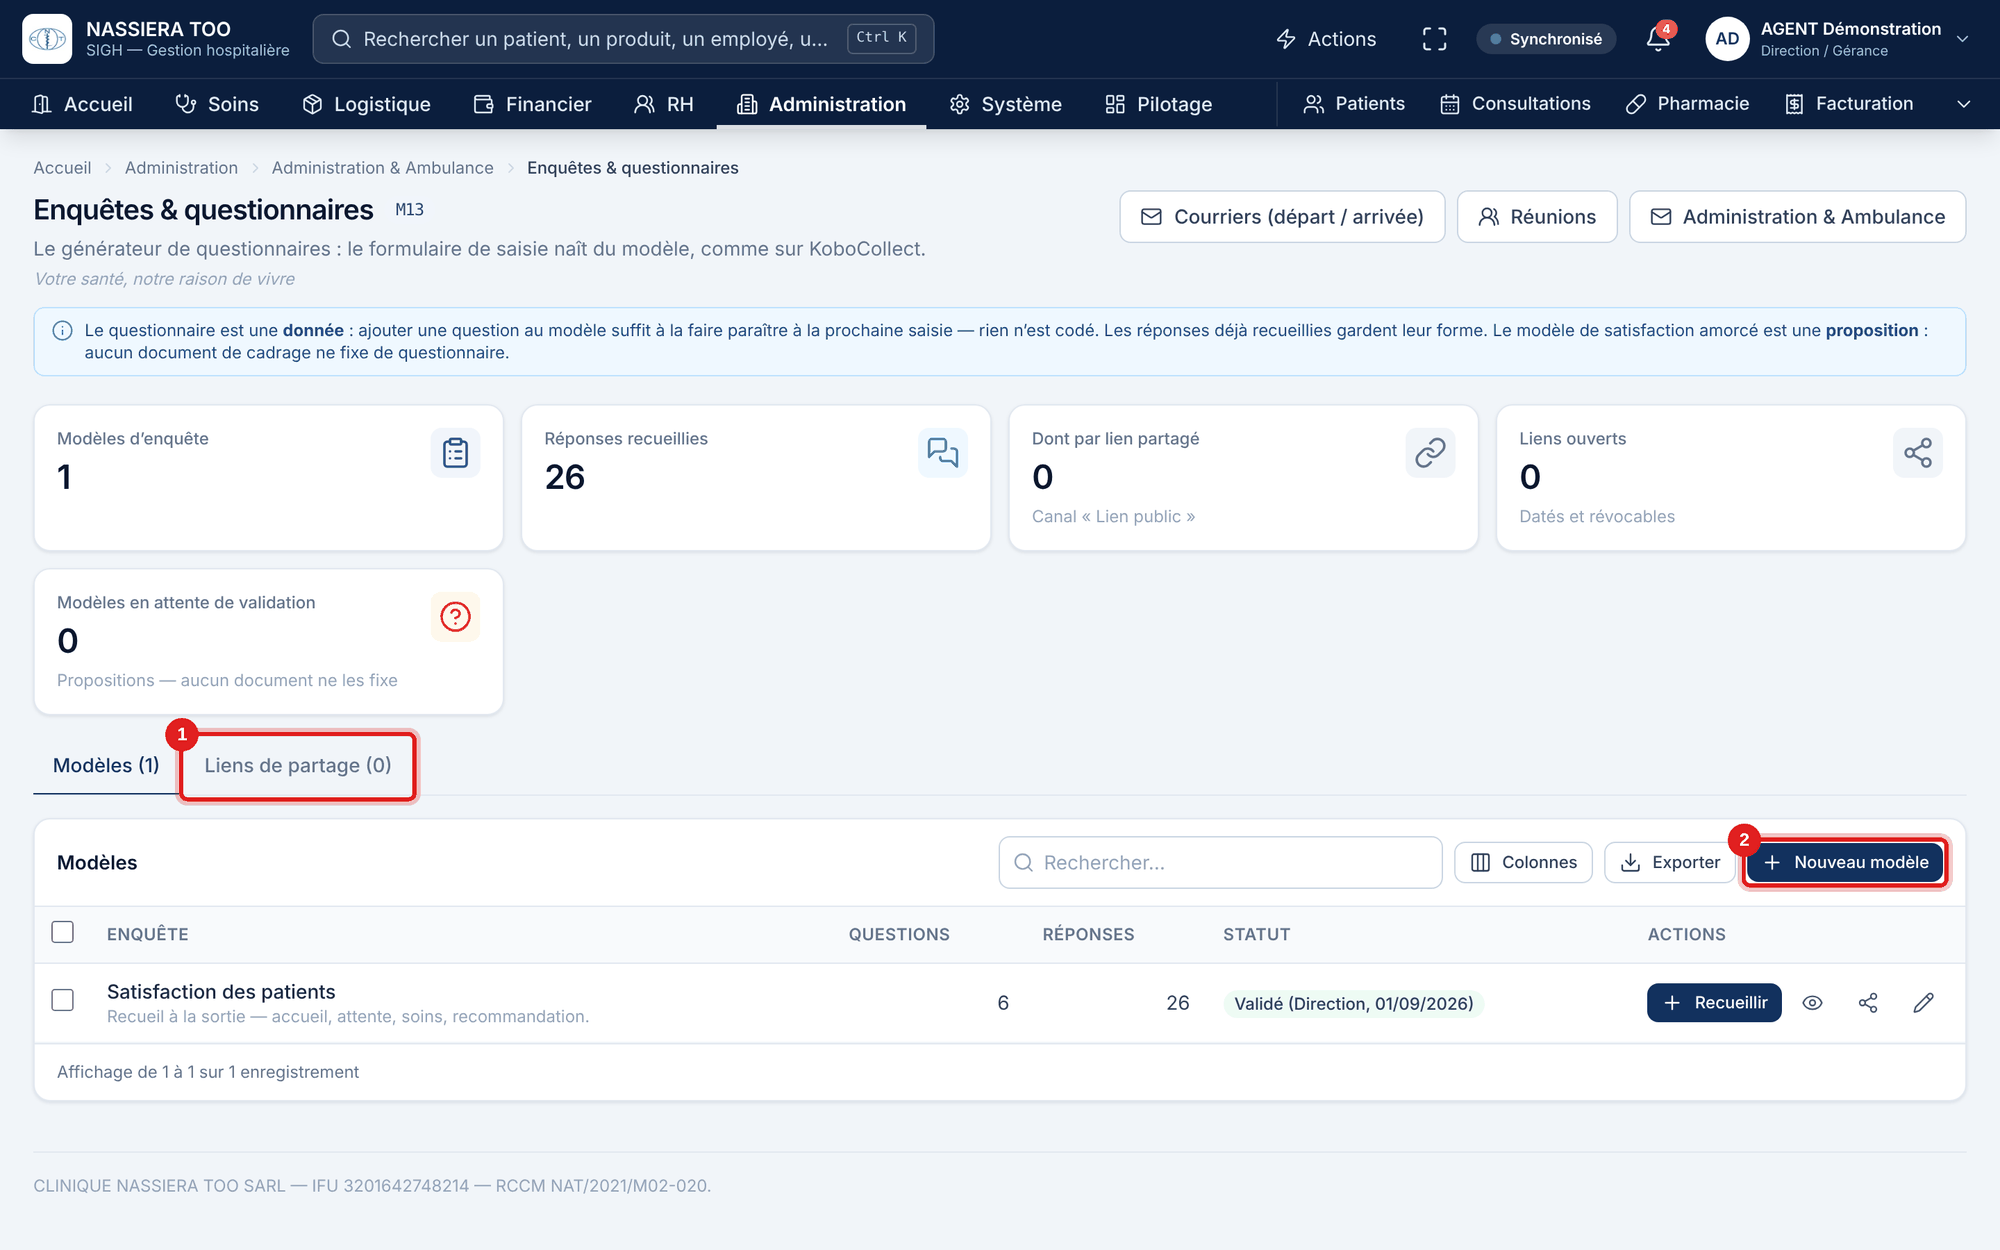 NASSIERA TOO
SIGH — Gestion hospitalière
Rechercher un patient, un produit, un employé, u...
Ctrl K
Actions
Synchronisé
4
AD
AGENT Démonstration
Direction / Gérance
Accueil
Soins
Logistique
Financier
RH
Administration
Système
Pilotage
Patients
Consultations
Pharmacie
Facturation
Accueil > Administration > Administration & Ambulance > Enquêtes & questionnaires
Enquêtes & questionnaires M13
Le générateur de questionnaires : le formulaire de saisie naît du modèle, comme sur KoboCollect.
Votre santé, notre raison de vivre
Courriers (départ / arrivée)
Réunions
Administration & Ambulance
Le questionnaire est une donnée : ajouter une question au modèle suffit à la faire paraître à la prochaine saisie — rien n'est codé. Les réponses déjà recueillies gardent leur forme. Le modèle de satisfaction amorcé est une proposition :
aucun document de cadrage ne fixe de questionnaire.
Modèles d'enquête
1
Réponses recueillies
26
Dont par lien partagé
0
Canal « Lien public »
Liens ouverts
0
Datés et révocables
Modèles en attente de validation
0
Propositions — aucun document ne les fixe
1
Modèles (1)
Liens de partage (0)
Modèles
Rechercher...
Colonnes
Exporter
2
+ Nouveau modèle
ENQUÊTE
QUESTIONS
RÉPONSES
STATUT
ACTIONS
Satisfaction des patients
Recueil à la sortie — accueil, attente, soins, recommandation.
6
26
Validé (Direction, 01/09/2026)
+ Recueillir
Affichage de 1 à 1 sur 1 enregistrement
CLINIQUE NASSIERA TOO SARL — IFU 3201642748214 — RCCM NAT/2021/M02-020.